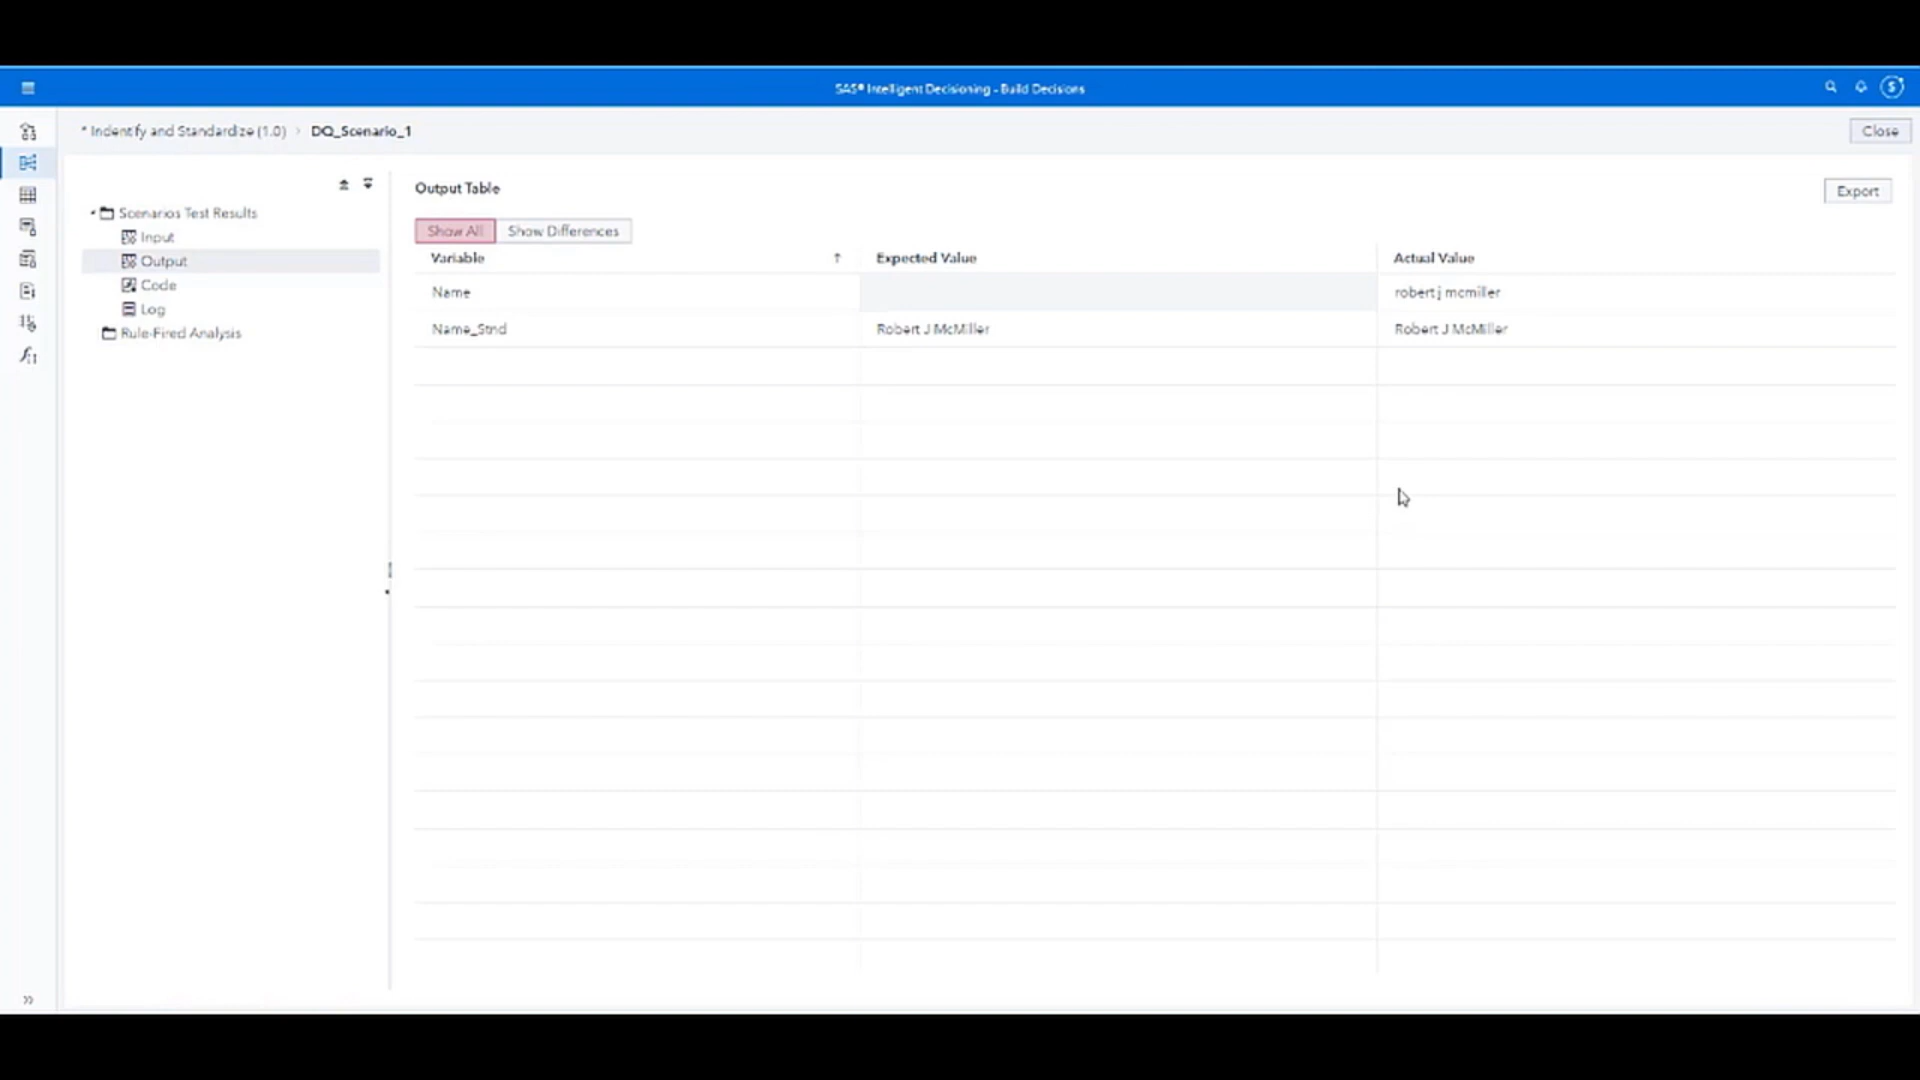 SAS® Intelligent Decisioning - Build Decisions
* Indentify and Standardize (1.0) > DQ_Scenario_1
Close
Output Table
Export
Scenarios Test Results
Input
Output
Code
Log
Rule-Fired Analysis
Show All
Show Differences
Variable Expected Value Actual Value
Name robert j mcmiller
Name_Stnd Robert J McMiller Robert J McMiller